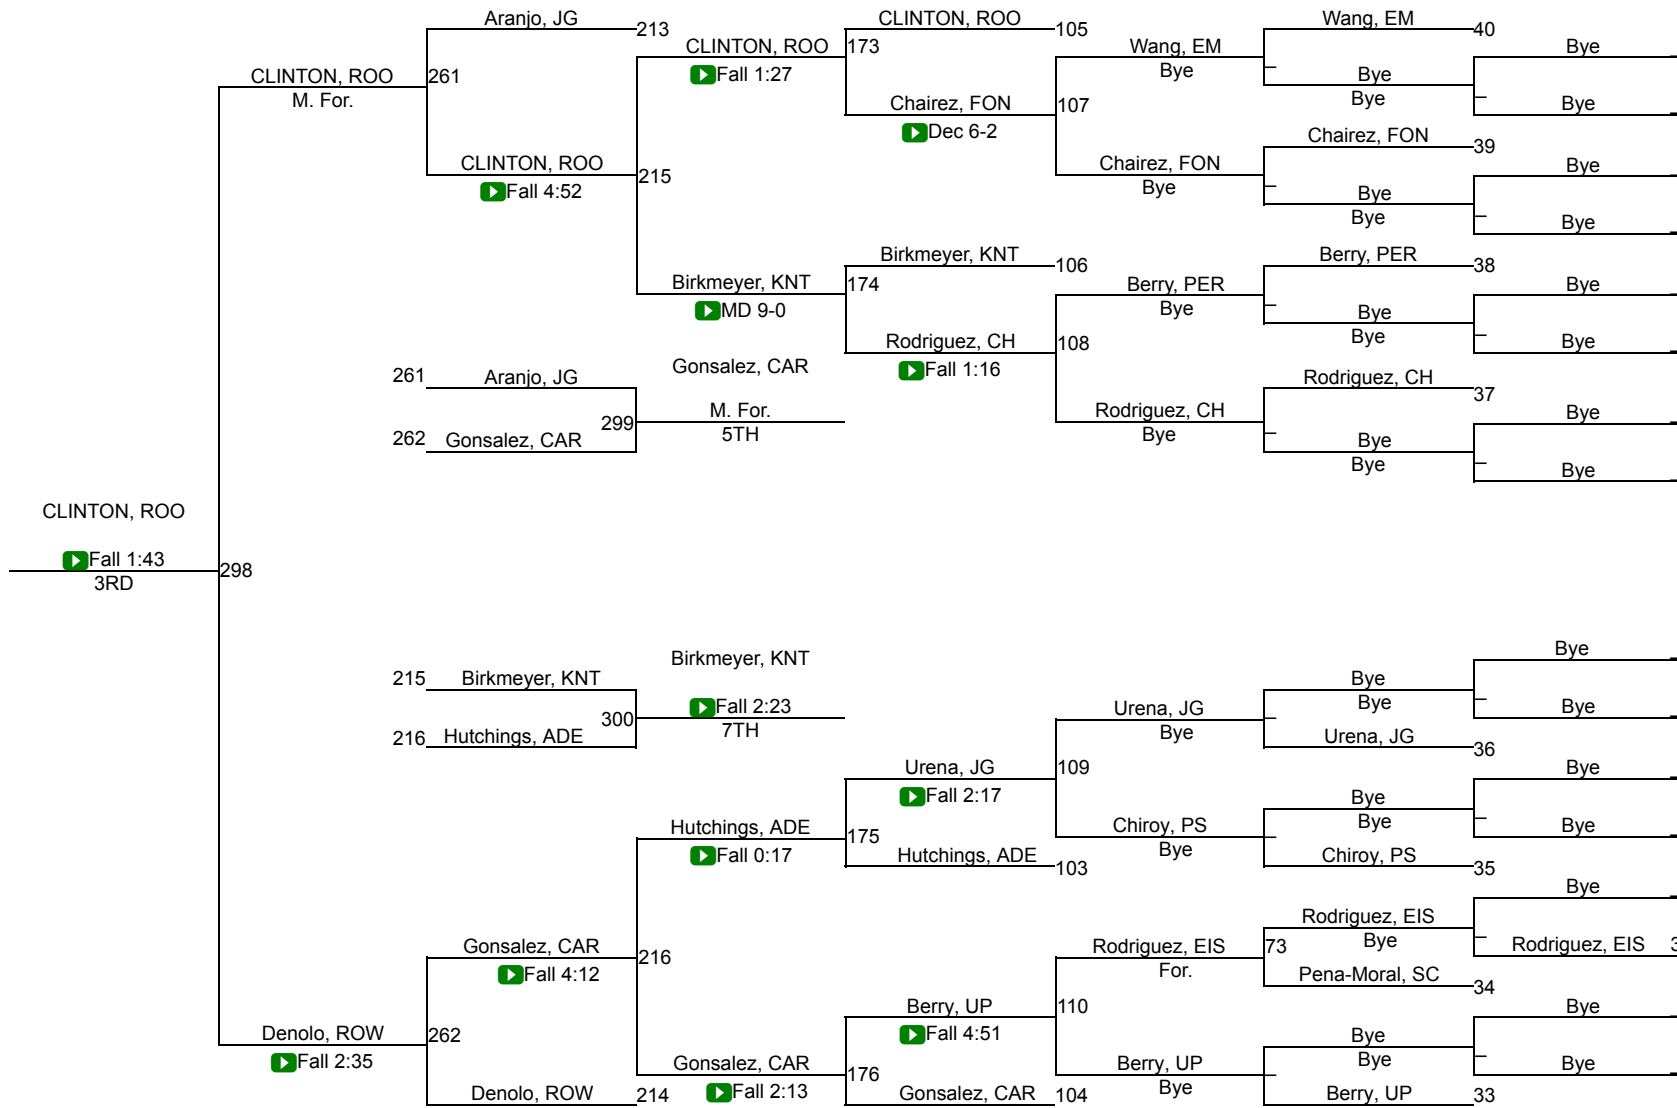 Aranjo, JG
213
CLINTON, ROO
105
Wang, EM
40
CLINTON, ROO
173
Wang, EM
Bye
Fall 1:27
Bye
CLINTON, ROO
261
M. For.
Bye
Bye
Chairez, FON
107
Bye
Dec 6-2
Chairez, FON
39
CLINTON, ROO
215
Fall 4:52
Chairez, FON
Bye
Bye
Bye
Bye
Bye
Birkmeyer, KNT
106
Berry, PER
38
Birkmeyer, KNT
174
MD 9-0
Berry, PER
Bye
Bye
Bye
Bye
Rodriguez, CH
108
Fall 1:16
Bye
261
Aranjo, JG
Gonsalez, CAR
Rodriguez, CH
37
299
M. For.
5TH
Rodriguez, CH
Bye
Bye
262
Gonsalez, CAR
Bye
Bye
Bye
CLINTON, ROO
Fall 1:43
3RD
298
Birkmeyer, KNT
Bye
215
Birkmeyer, KNT
Bye
Bye
300
Fall 2:23
7TH
Urena, JG
Bye
Bye
216
Hutchings, ADE
Urena, JG
36
Urena, JG
109
Fall 2:17
Bye
Bye
Bye
Hutchings, ADE
175
Fall 0:17
Chiroy, PS
Bye
Bye
Hutchings, ADE
103
Chiroy, PS
35
Bye
Rodriguez, EIS
Bye
Gonsalez, CAR
216
Fall 4:12
Rodriguez, EIS
73
For.
Rodriguez, EIS
Pena-Moral, SC
34
Berry, UP
110
Fall 4:51
Bye
Denolo, ROW
262
Fall 2:35
Bye
Bye
Gonsalez, CAR
176
Fall 2:13
Berry, UP
Bye
Bye
Denolo, ROW
214
Gonsalez, CAR
104
Berry, UP
33